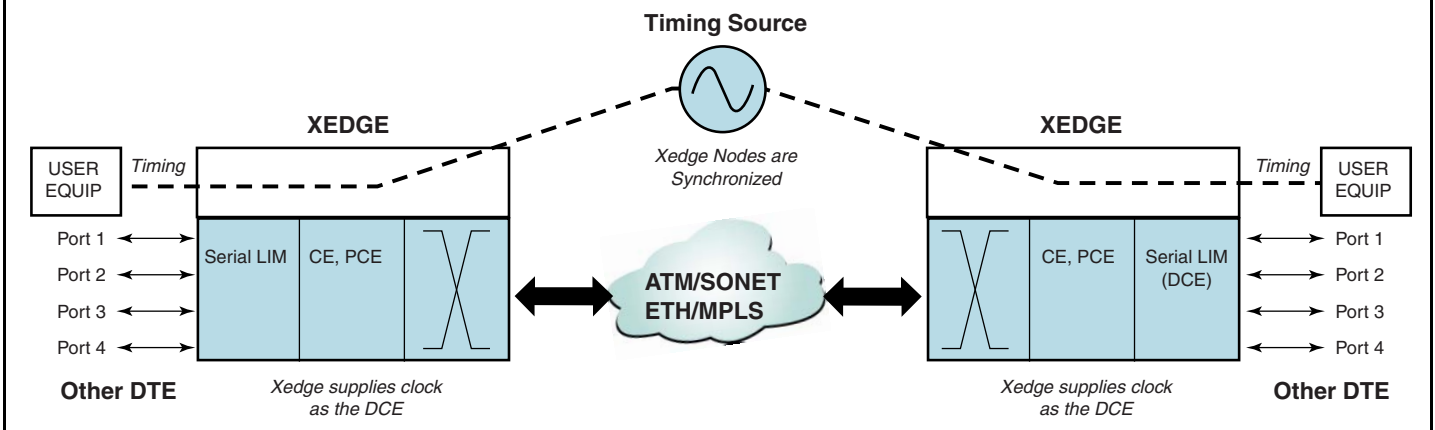 Timing Source
XEDGE
XEDGE
Xedge Nodes are
Synchronized
USER
EQUIP
Timing
Timing
USER
EQUIP
Port 1
Port 2
Port 3
Port 4
Serial LIM
CE, PCE
ATM/SONET
ETH/MPLS
CE, PCE
Serial LIM
(DCE)
Port 1
Port 2
Port 3
Port 4
Other DTE
Xedge supplies clock
as the DCE
Xedge supplies clock
as the DCE
Other DTE